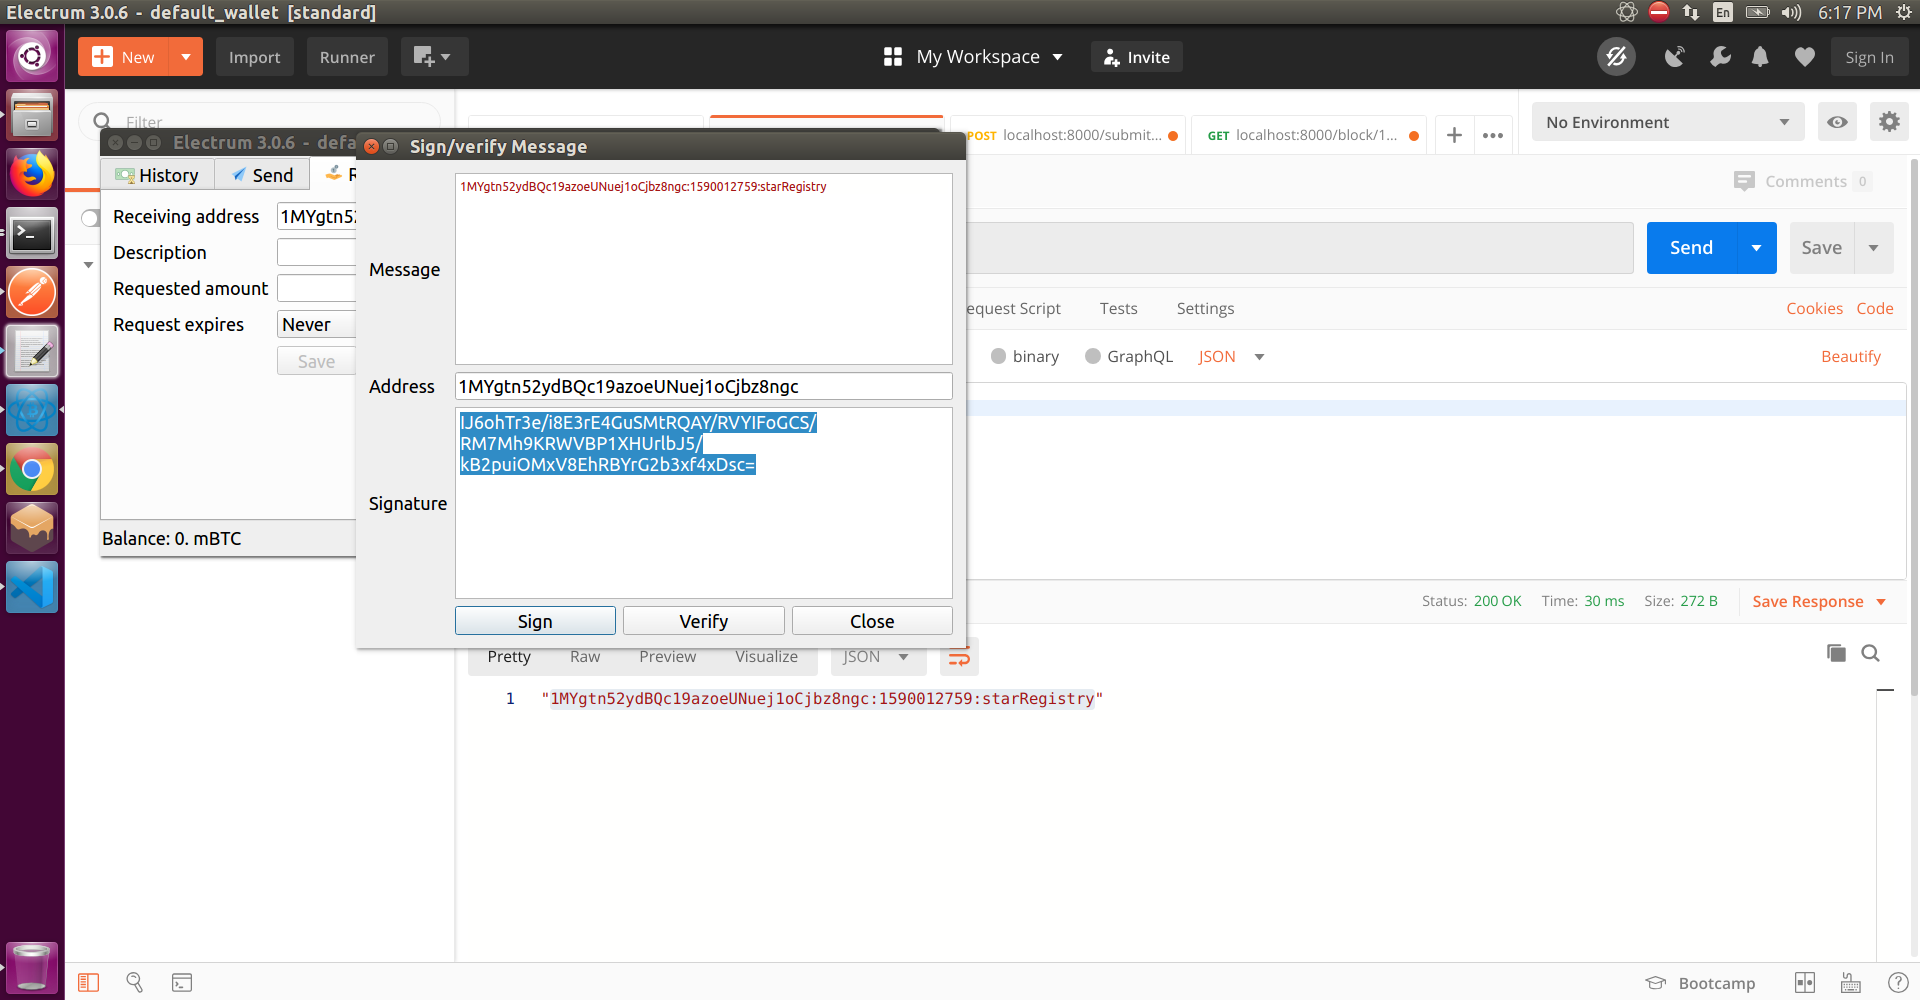 Electrum 3.0.6 - default_wallet [standard]
En
6:17 PM
New
Import
Runner
My Workspace
Invite
Sign In
Filter
Electrum 3.0.6 - defa
Sign/verify Message
POST localhost:8000/submit...
GET localhost:8000/block/1...
No Environment
History
Send
R
1MYgtn52ydBQc19azoeUNuej1oCjbz8ngc:1590012759:starRegistry
Comments 0
Receiving address 1MYgtn52
Description
Requested amount
Request expires Never
Save
Message
Send
Save
equest Script
Tests
Settings
Cookies
Code
binary
GraphQL
JSON
Beautify
Address 1MYgtn52ydBQc19azoeUNuej1oCjbz8ngc
IJ6ohTr3e/i8E3rE4GuSMtRQAY/RVYIFoGCS/
RM7Mh9KRWVBP1XHUrlbJ5/
kB2puiOMxV8EhRBYrG2b3xf4xDsc=
Signature
Balance: 0. mBTC
Sign
Verify
Close
Status: 200 OK
Time: 30 ms
Size: 272 B
Save Response
Pretty
Raw
Preview
Visualize
JSON
1 "1MYgtn52ydBQc19azoeUNuej1oCjbz8ngc:1590012759:starRegistry"
Bootcamp